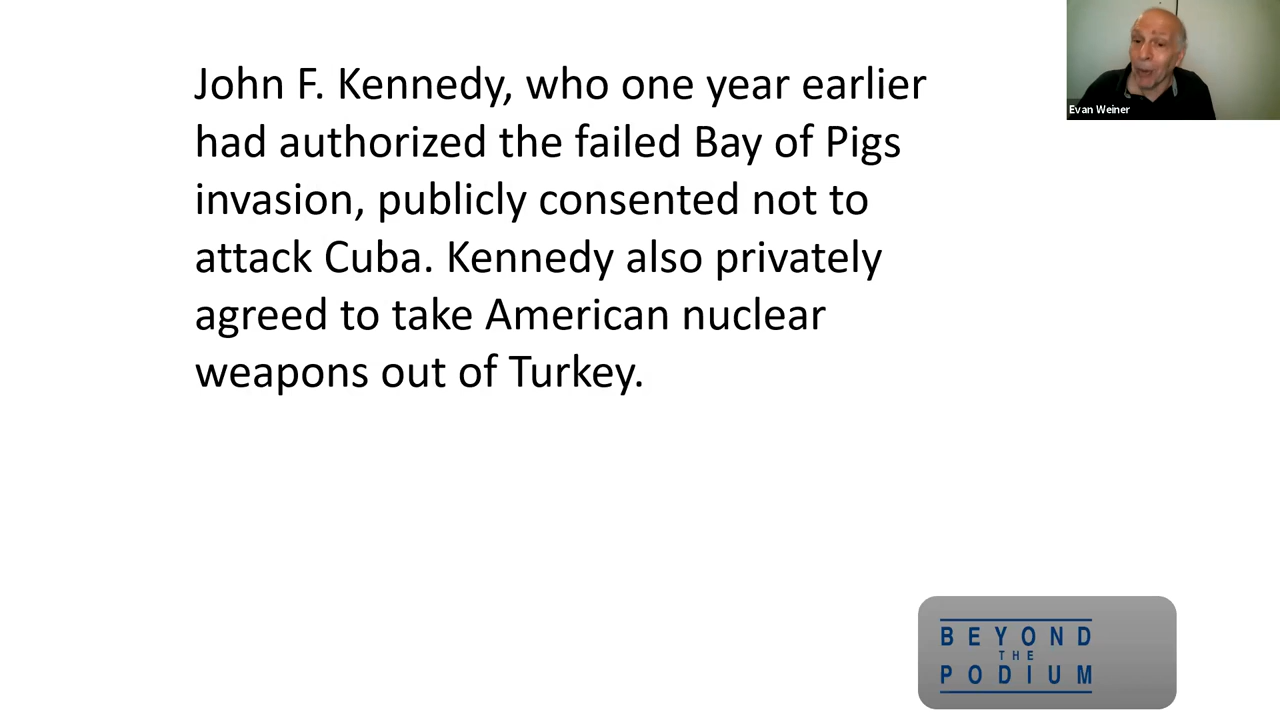 John F. Kennedy, who one year earlier
had authorized the failed Bay of Pigs
invasion, publicly consented not to
attack Cuba. Kennedy also privately
agreed to take American nuclear
weapons out of Turkey.
Evan Weiner
BEYOND
THE
PODIUM